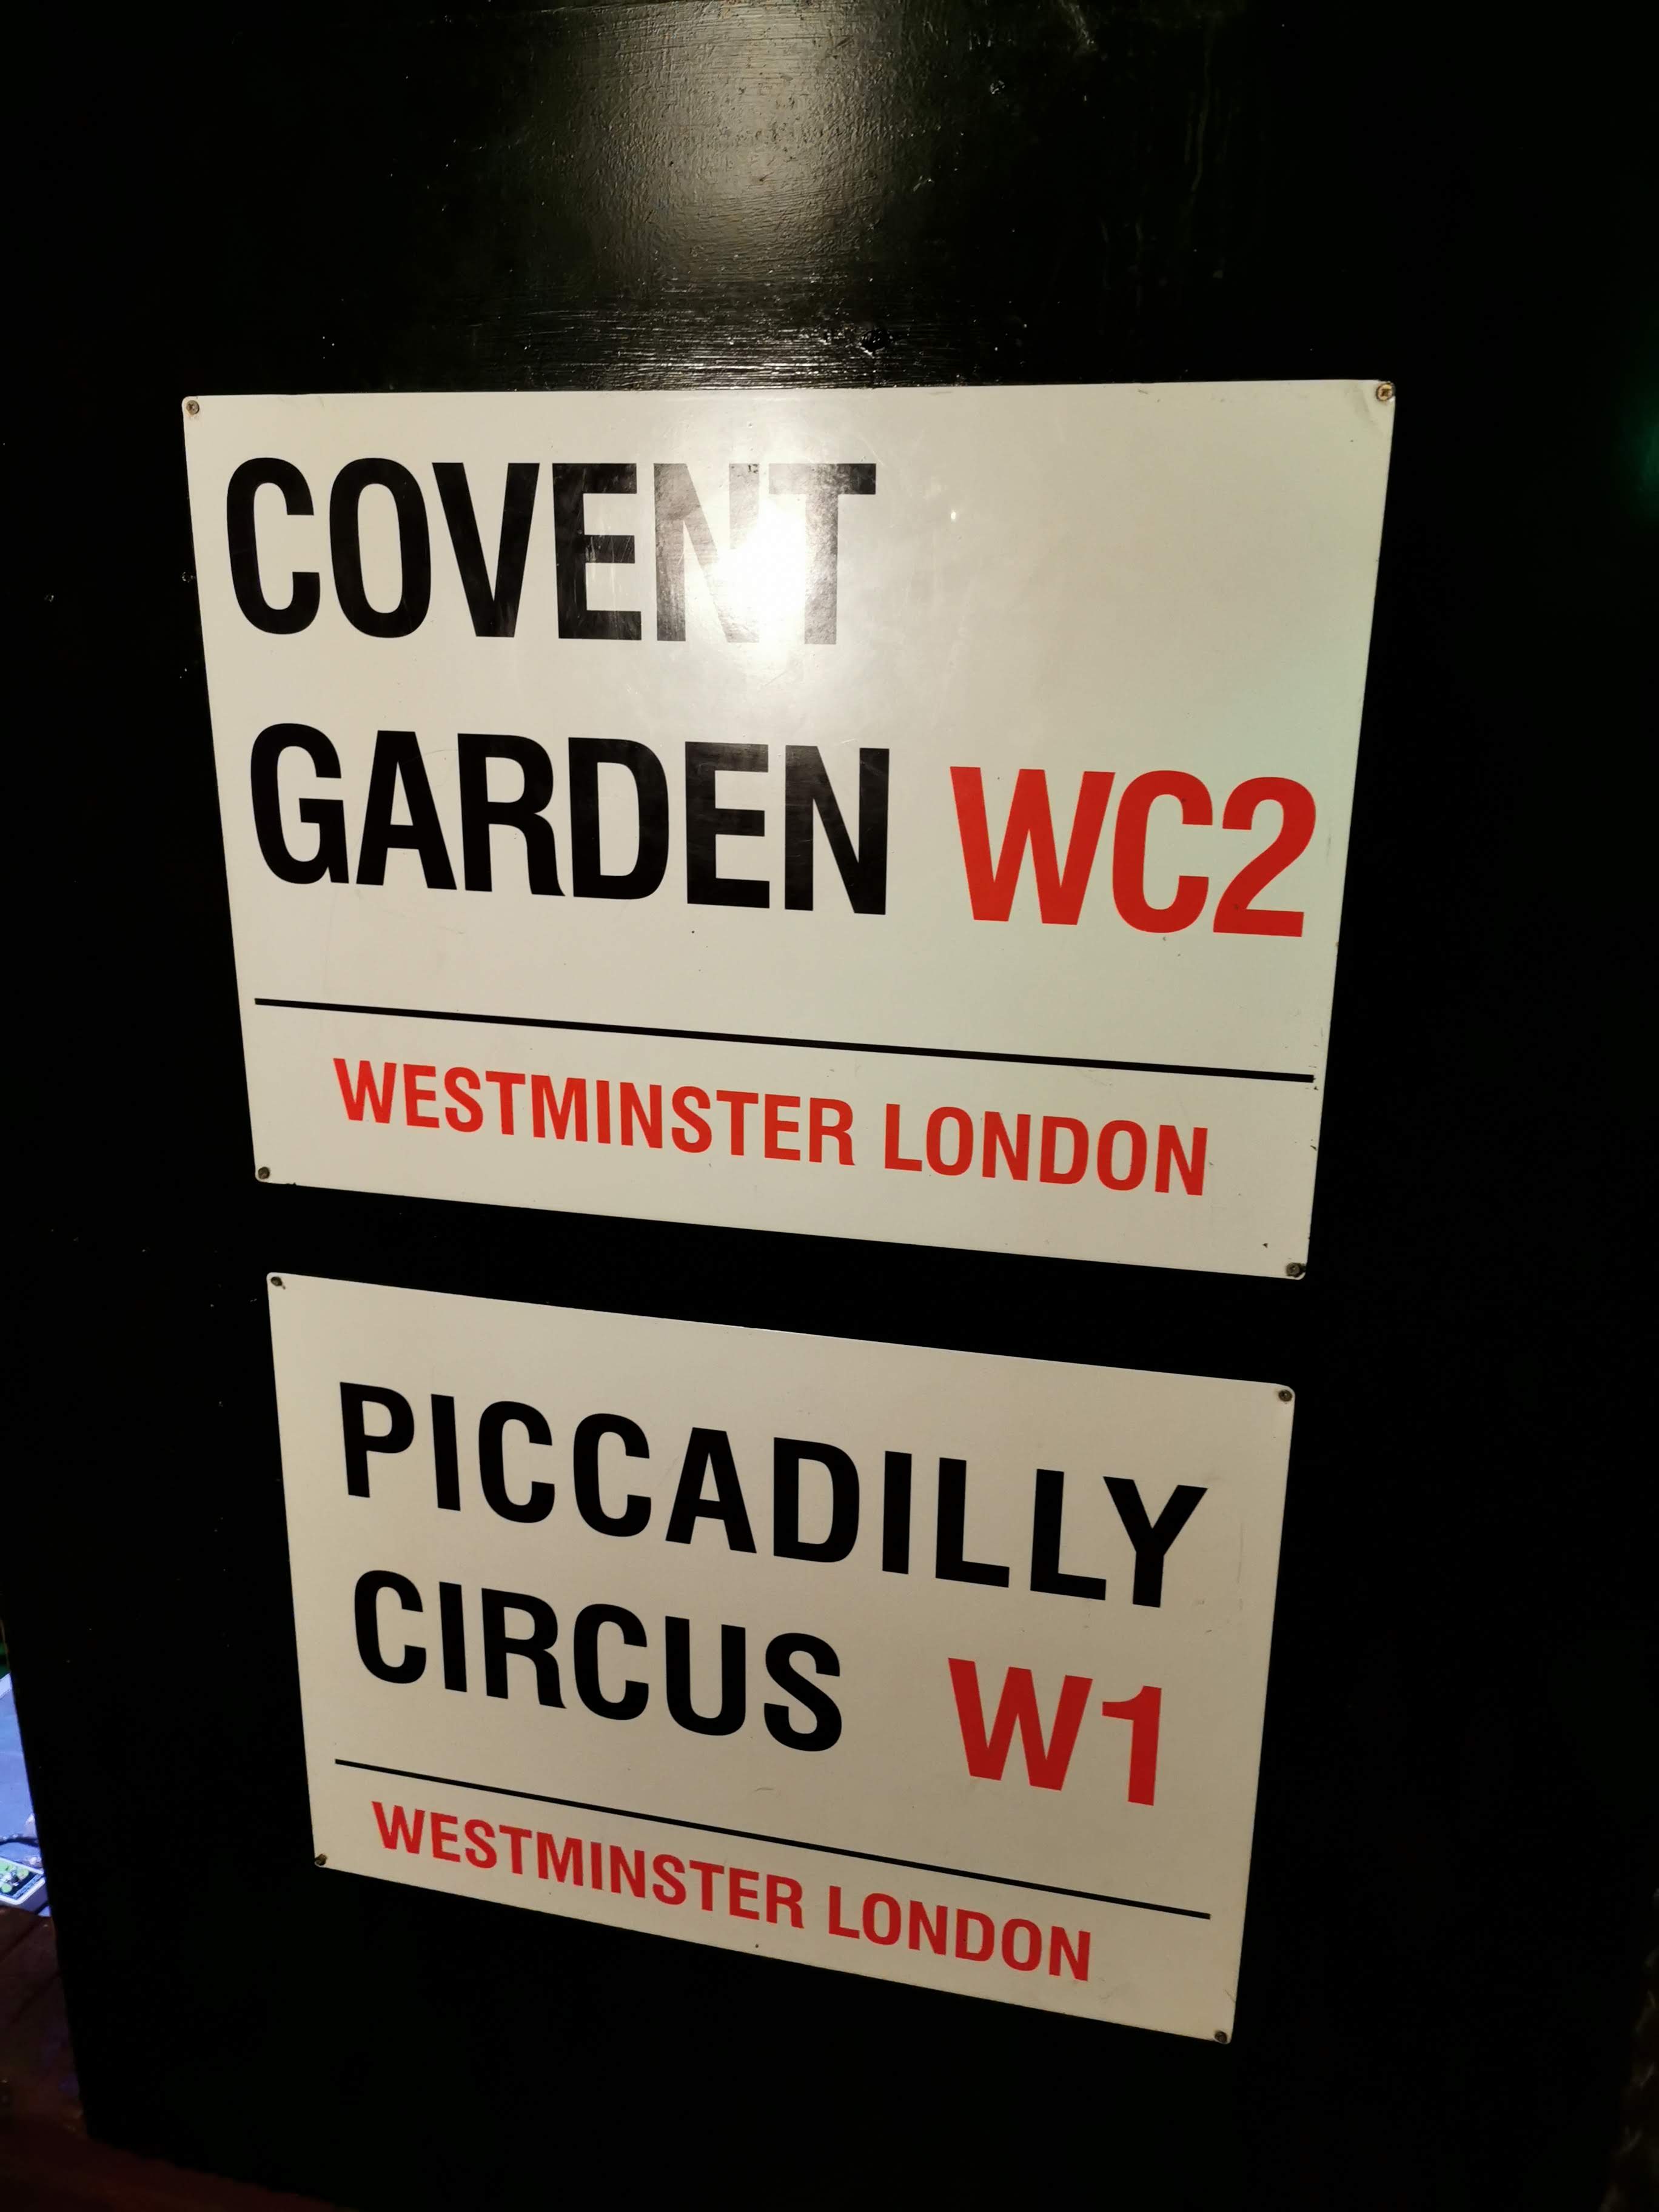 COVENT
GARDEN WC2
WESTMINSTER LONDON
PICCADILLY
CIRCUS W1
WESTMINSTER LONDON